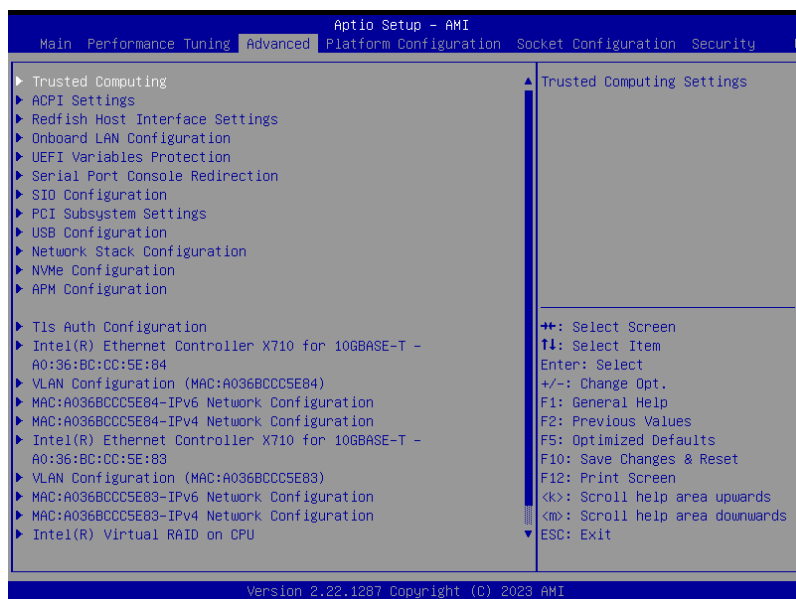 Aptio Setup – AMI
Main Performance Tuning Advanced Platform Configuration Socket Configuration Security
Trusted Computing
ACPI Settings
Redfish Host Interface Settings
Onboard LAN Configuration
UEFI Variables Protection
Serial Port Console Redirection
SIO Configuration
PCI Subsystem Settings
USB Configuration
Network Stack Configuration
NVMe Configuration
APM Configuration
Tls Auth Configuration
Intel(R) Ethernet Controller X710 for 10GBASE-T –
A0:36:BC:CC:5E:84
VLAN Configuration (MAC:A036BCCC5E84)
MAC:A036BCCC5E84-IPv6 Network Configuration
MAC:A036BCCC5E84-IPv4 Network Configuration
Intel(R) Ethernet Controller X710 for 10GBASE-T –
A0:36:BC:CC:5E:83
VLAN Configuration (MAC:A036BCCC5E83)
MAC:A036BCCC5E83-IPv6 Network Configuration
MAC:A036BCCC5E83-IPv4 Network Configuration
Intel(R) Virtual RAID on CPU
Trusted Computing Settings
→←: Select Screen
↑↓: Select Item
Enter: Select
+/-: Change Opt.
F1: General Help
F2: Previous Values
F5: Optimized Defaults
F10: Save Changes & Reset
F12: Print Screen
<k>: Scroll help area upwards
<m>: Scroll help area downwards
ESC: Exit
Version 2.22.1287 Copyright (C) 2023 AMI